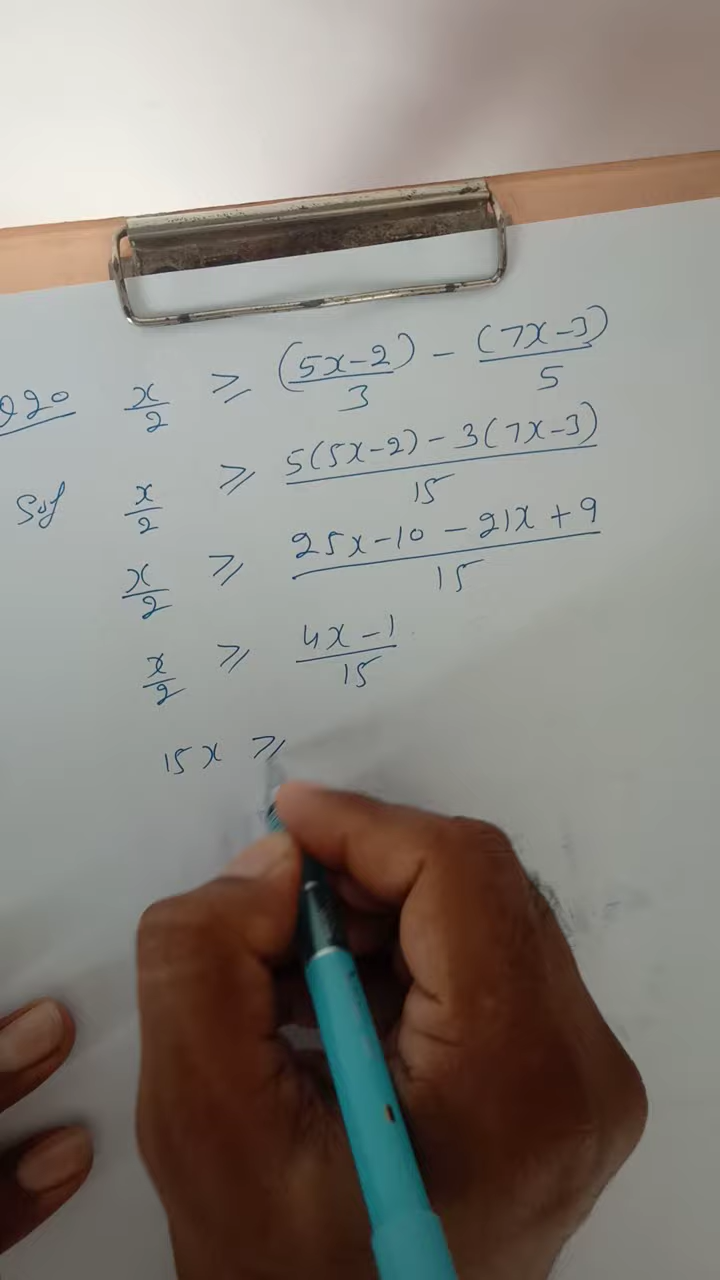 Q20 x/2 ≥ (5x-2)/3 - (7x-3)/5
Sol x/2 ≥ 5(5x-2) - 3(7x-3)/15
x/2 ≥ 25x-10-21x+9/15
x/2 ≥ 4x-1/15
15x ≥